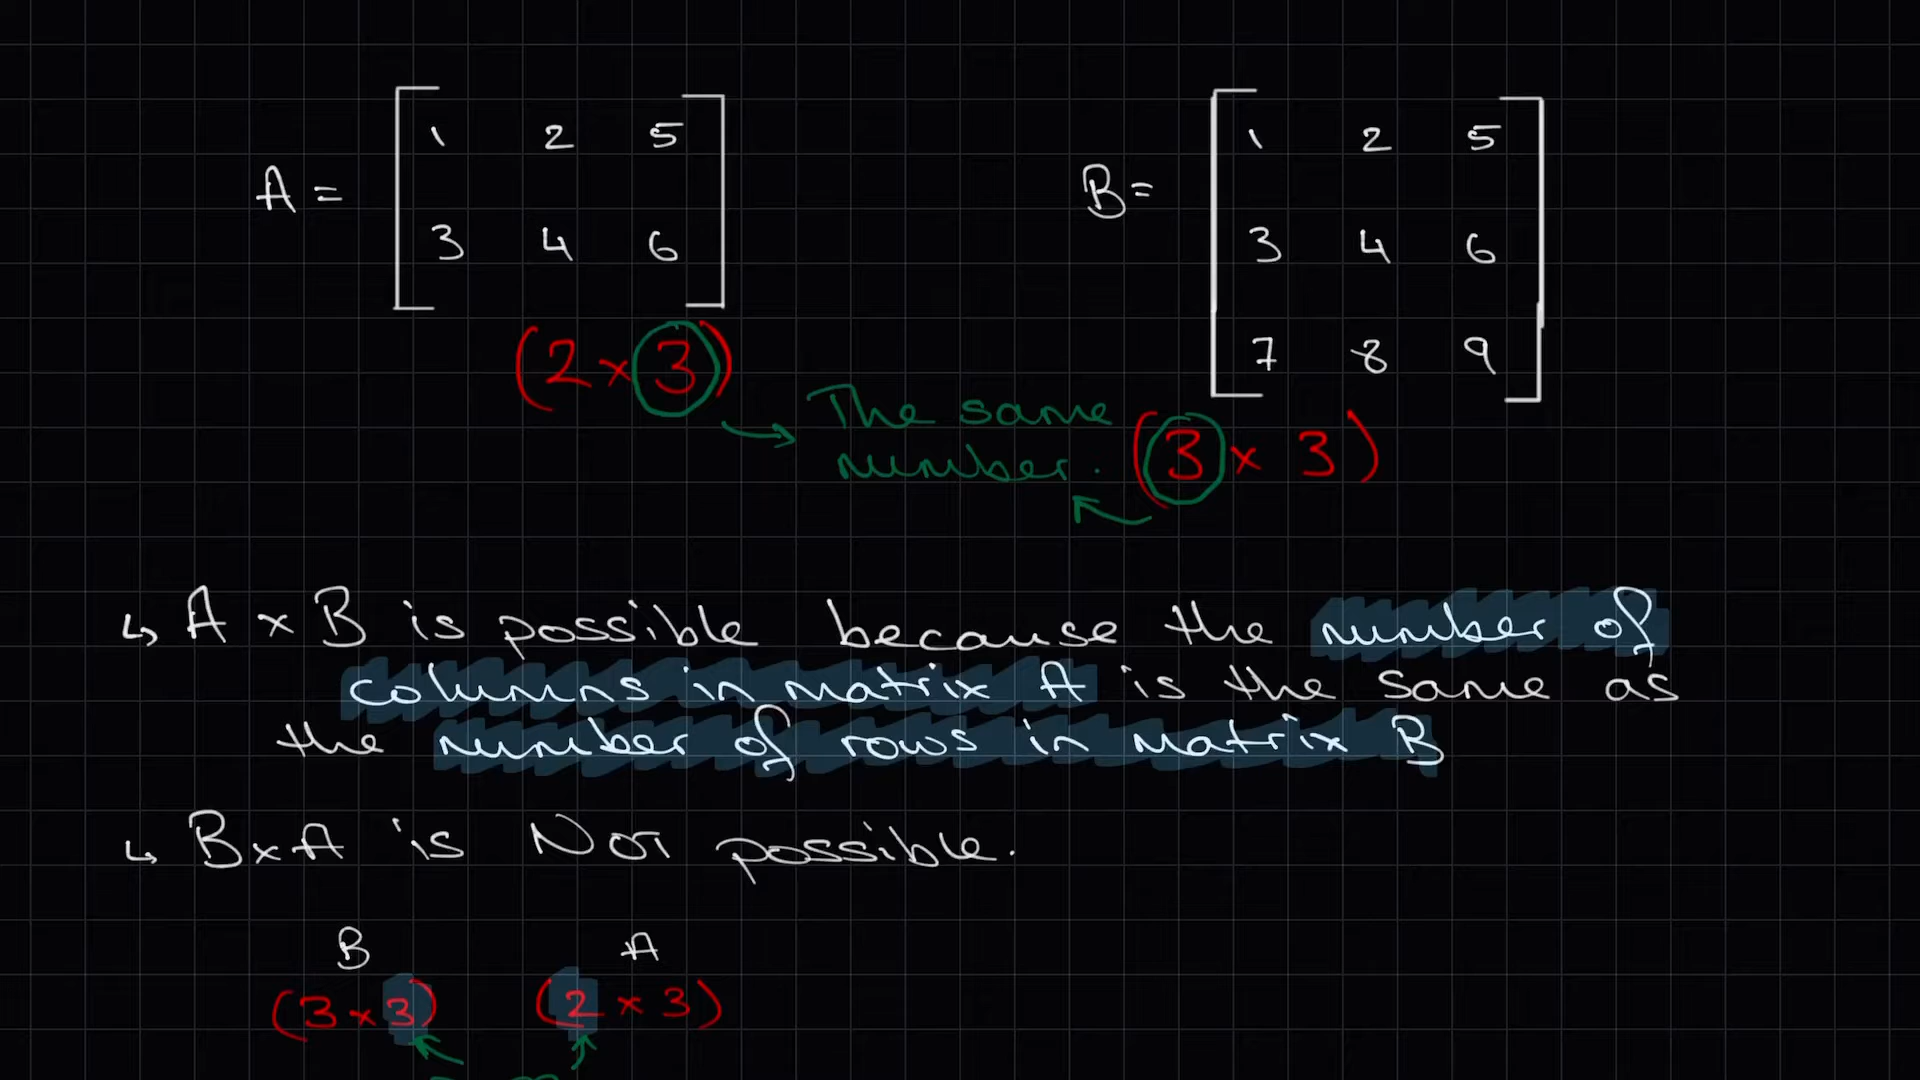 A = [ 1 2 5
3 4 6 ]
(2 × 3)
B = [ 1 2 5
3 4 6
7 8 9 ]
(3 × 3)
The same
number.
↳ A × B is possible because the number of
columns in matrix A is the same as
the number of rows in matrix B
↳ B×A is NOT possible.
B A
(3 × 3) (2 × 3)